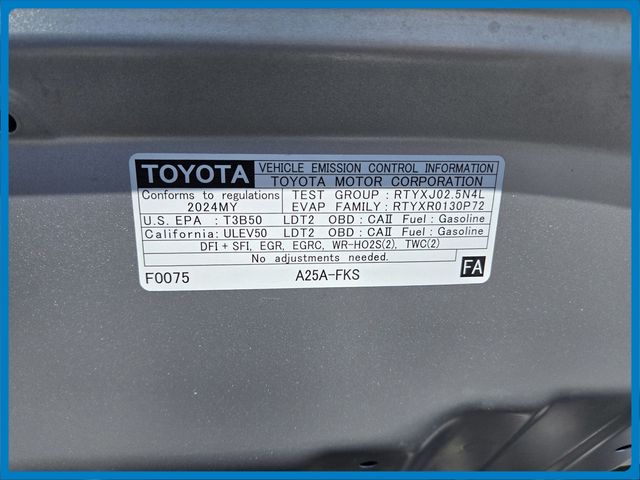 TOYOTA VEHICLE EMISSION CONTROL INFORMATION
TOYOTA MOTOR CORPORATION
Conforms to regulations TEST GROUP : RTYXJ02.5N4L
2024MY EVAP FAMILY : RTYXR0130P72
U.S. EPA : T3B50 LDT2 OBD : CAⅡ Fuel : Gasoline
California: ULEV50 LDT2 OBD : CAⅡ Fuel : Gasoline
DFI + SFI, EGR, EGRC, WR-HO2S(2), TWC(2)
No adjustments needed.
F0075 A25A-FKS FA